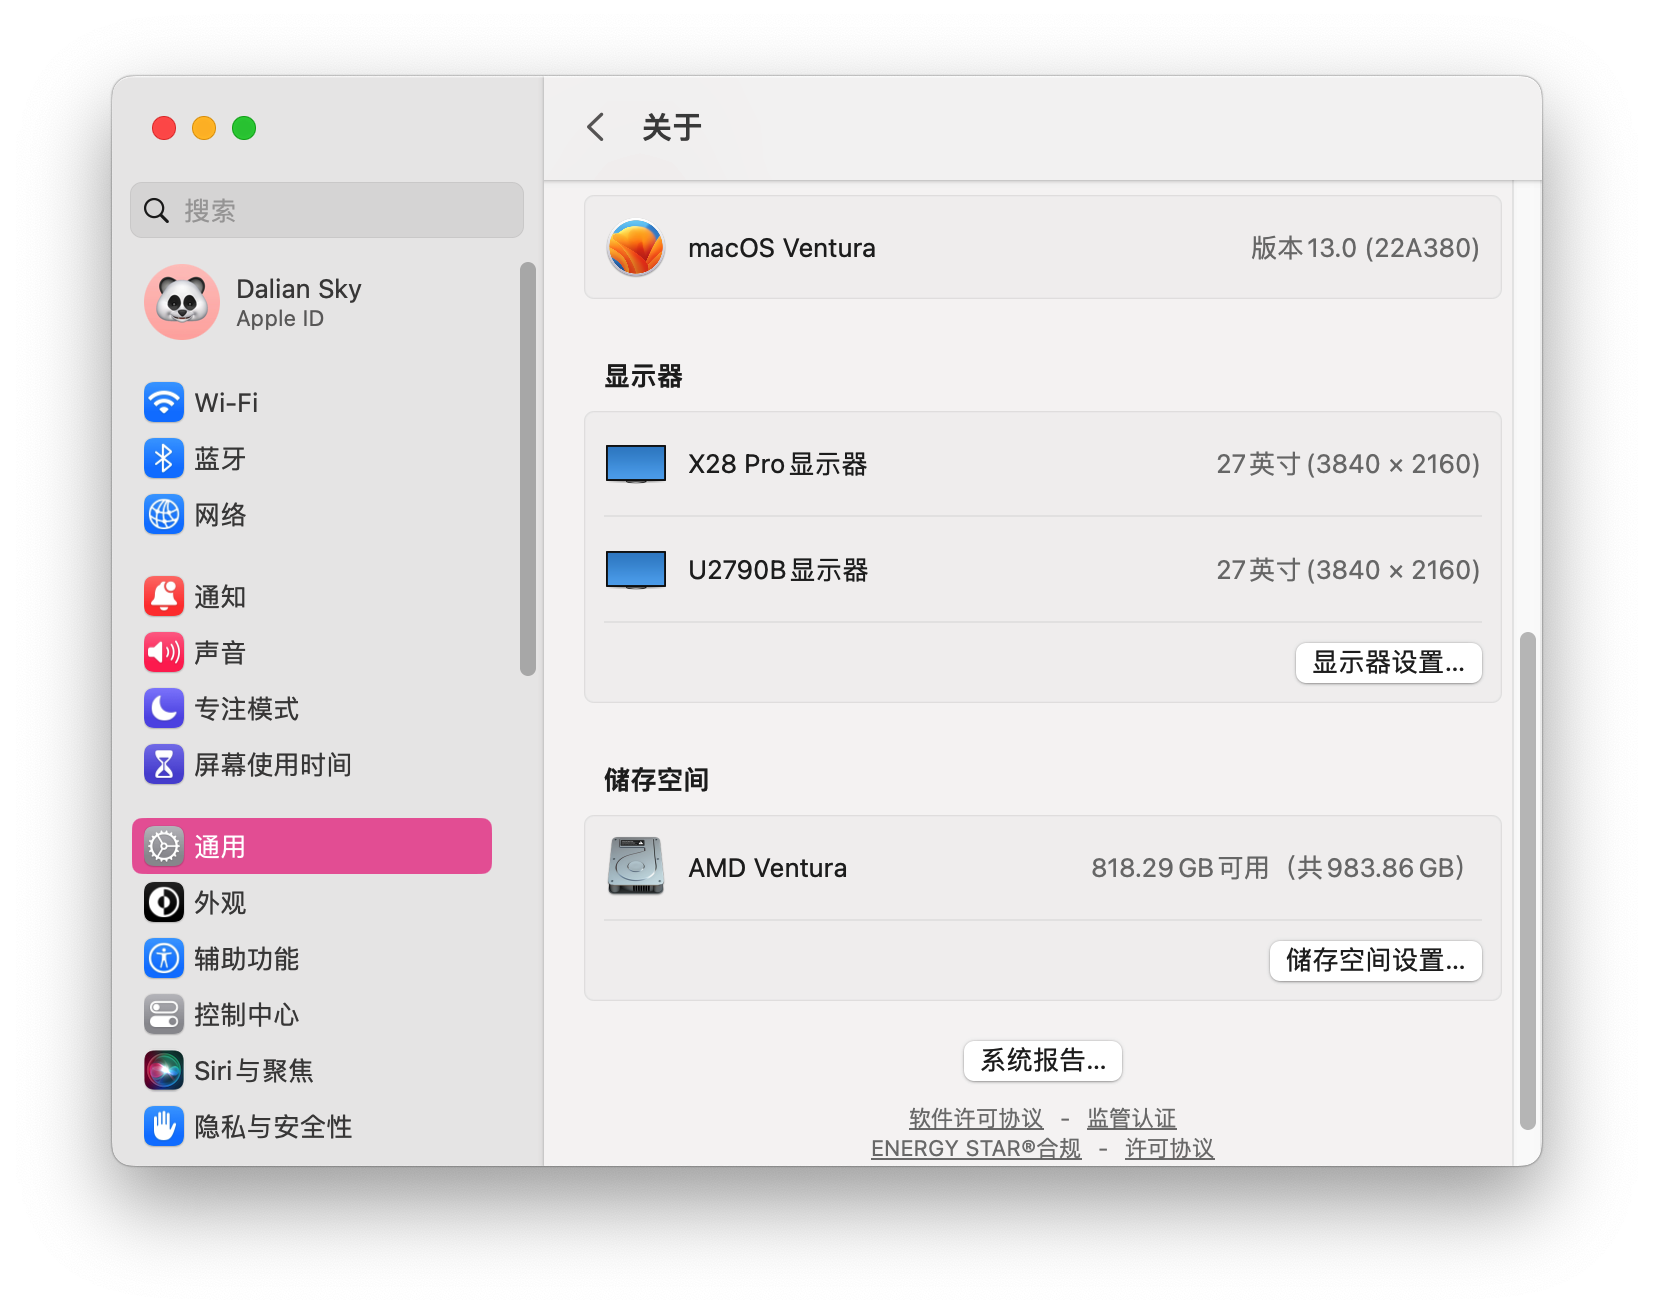 搜索
Dalian Sky
Apple ID
Wi-Fi
蓝牙
网络
通知
声音
专注模式
屏幕使用时间
通用
外观
辅助功能
控制中心
Siri与聚焦
隐私与安全性
关于
macOS Ventura 版本13.0 (22A380)
显示器
X28 Pro显示器 27英寸 (3840 × 2160)
U2790B显示器 27英寸 (3840 × 2160)
显示器设置...
储存空间
AMD Ventura 818.29 GB可用（共983.86 GB）
储存空间设置...
系统报告...
软件许可协议 - 监管认证
ENERGY STAR®合规 - 许可协议